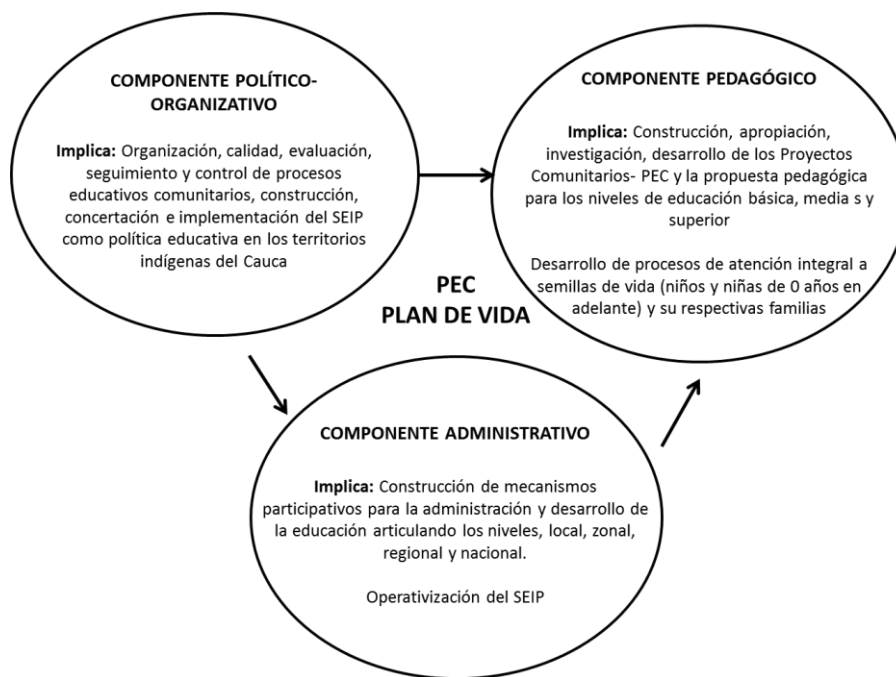 COMPONENTE POLÍTICO-
ORGANIZATIVO
Implica: Organización, calidad, evaluación,
seguimiento y control de procesos
educativos comunitarios, construcción,
concertación e implementación del SEIP
como política educativa en los territorios
indígenas del Cauca
COMPONENTE PEDAGÓGICO
Implica: Construcción, apropiación,
investigación, desarrollo de los Proyectos
Comunitarios- PEC y la propuesta pedagógica
para los niveles de educación básica, media s y
superior
Desarrollo de procesos de atención integral a
semillas de vida (niños y niñas de 0 años en
adelante) y su respectivas familias
PEC
PLAN DE VIDA
COMPONENTE ADMINISTRATIVO
Implica: Construcción de mecanismos
participativos para la administración y desarrollo de
la educación articulando los niveles, local, zonal,
regional y nacional.
Operativización del SEIP